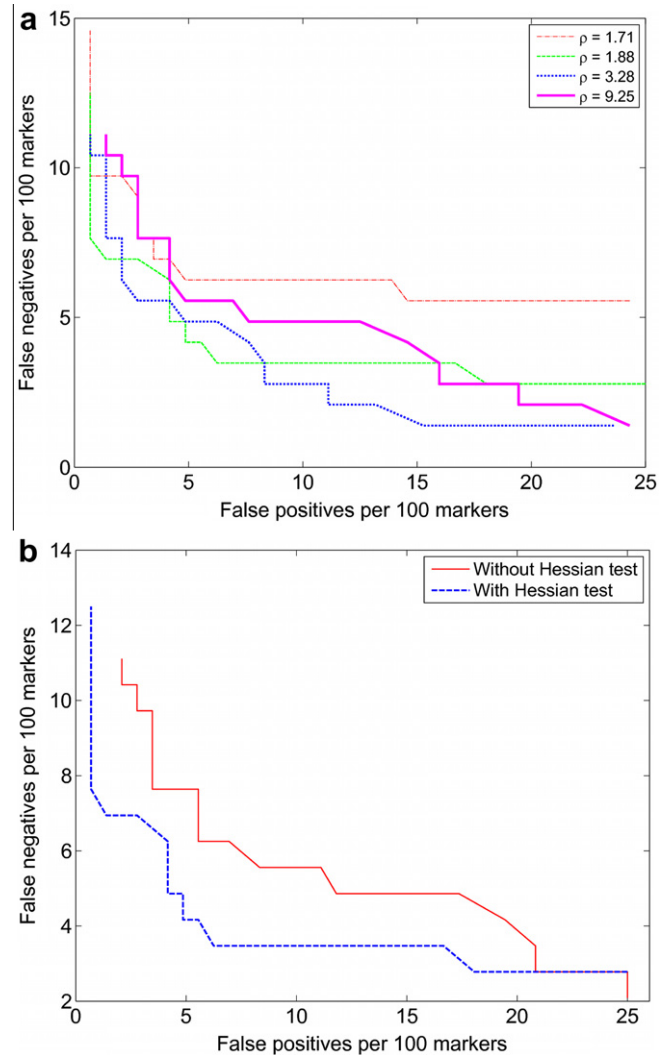 a
15
10
5
0
False negatives per 100 markers
0 5 10 15 20 25
False positives per 100 markers
ρ = 1.71
ρ = 1.88
ρ = 3.28
ρ = 9.25
b
14
12
10
8
6
4
2
False negatives per 100 markers
0 5 10 15 20 25
False positives per 100 markers
Without Hessian test
With Hessian test